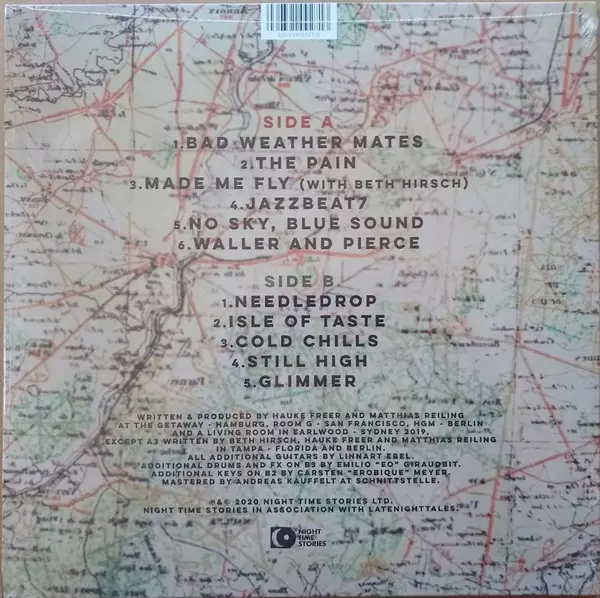 SIDE A
1.BAD WEATHER MATES
2.THE PAIN
3.MADE ME FLY (WITH BETH HIRSCH)
4.JAZZBEAT7
5.NO SKY, BLUE SOUND
6.WALLER AND PIERCE
SIDE B
1.NEEDLEDROP
2.ISLE OF TASTE
3.COLD CHILLS
4.STILL HIGH
5.GLIMMER
WRITTEN & PRODUCED BY HAUKE FREER AND MATTHIAS REILING
AT THE GETAWAY - HAMBURG, ROOM G - SAN FRANCISCO, HGM - BERLIN
AND A LIVING ROOM IN EARLWOOD - SYDNEY 2019,
EXCEPT A3 WRITTEN BY BETH HIRSCH, HAUKE FREER AND MATTHIAS REILING
IN TAMPA - FLORIDA AND BERLIN.
ALL ADDITIONAL GUITARS BY LINNART EBEL.
ADDITIONAL DRUMS AND FX ON B3 BY EMILIO "EO" GIRAUDBIT.
ADDITIONAL KEYS ON B2 BY CARSTEN "EROBIQUE" MEYER.
MASTERED BY ANDREAS KAUFFELT AT SCHNITTSTELLE.
℗&© 2020 NIGHT TIME STORIES LTD.
NIGHT TIME STORIES IN ASSOCIATION WITH LATENIGHTTALES.
NIGHT
TIME
STORIES